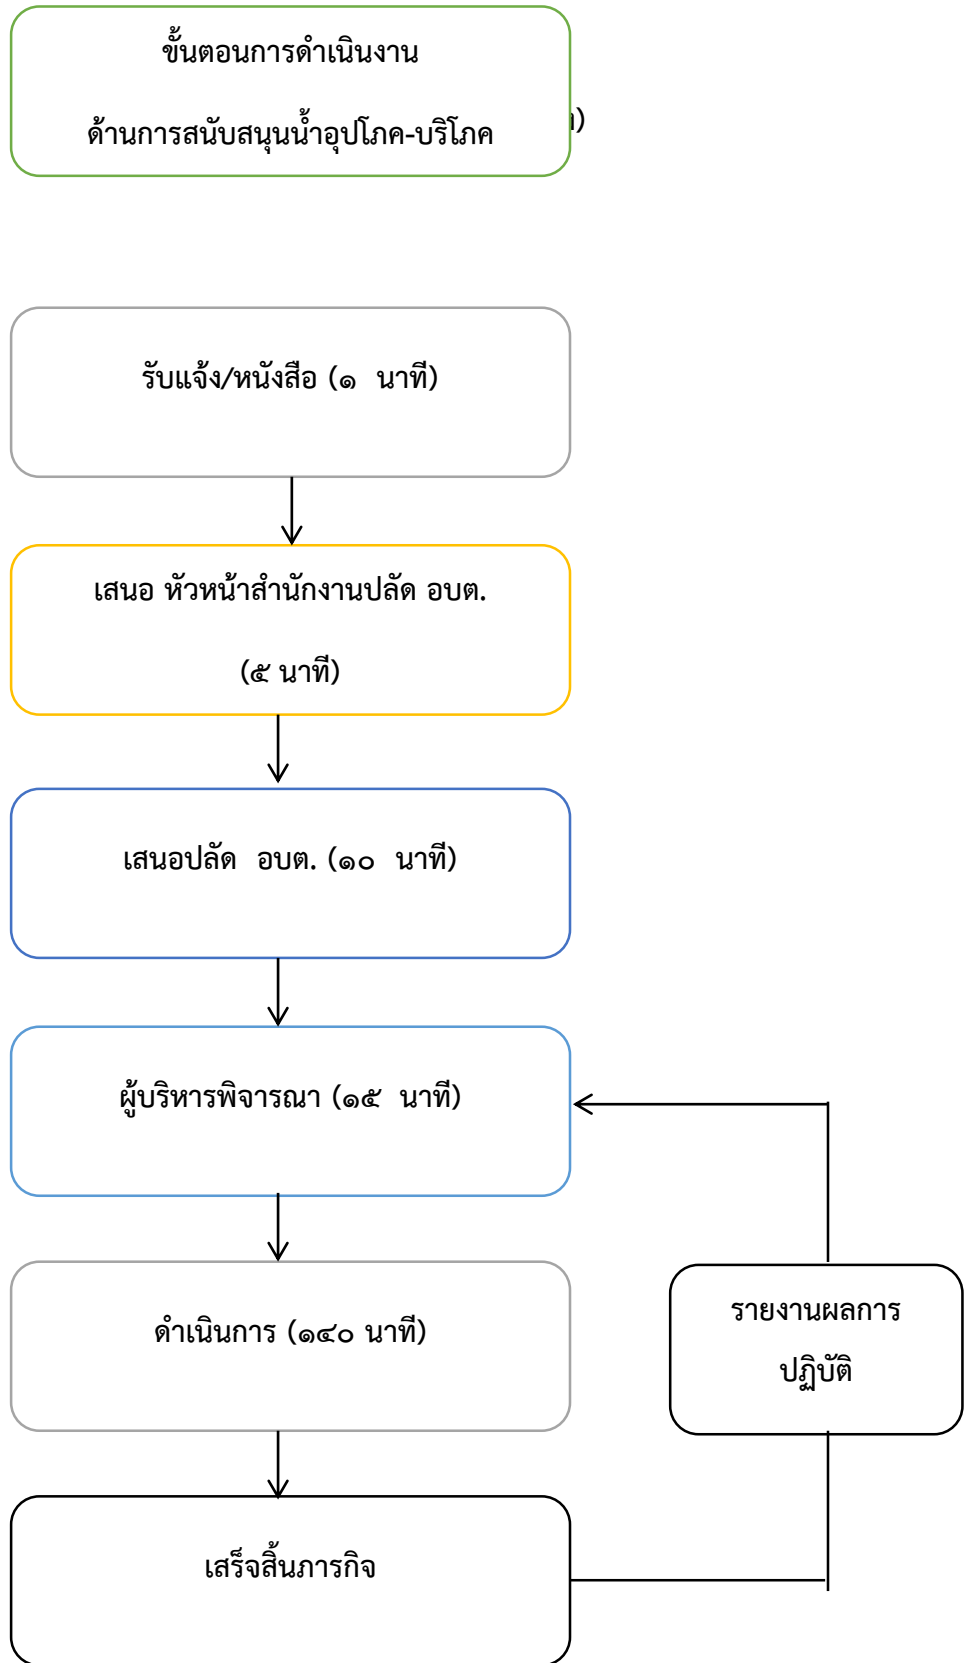 ขั้นตอนการดำเนินงาน
ด้านการสนับสนุนน้ำอุปโภค-บริโภค
รับแจ้ง/หนังสือ (๑ นาที)
เสนอ หัวหน้าสำนักงานปลัด อบต.
(๕ นาที)
เสนอปลัด อบต. (๑๐ นาที)
ผู้บริหารพิจารณา (๑๕ นาที)
ดำเนินการ (๑๔๐ นาที)
รายงานผลการ
ปฏิบัติ
เสร็จสิ้นภารกิจ